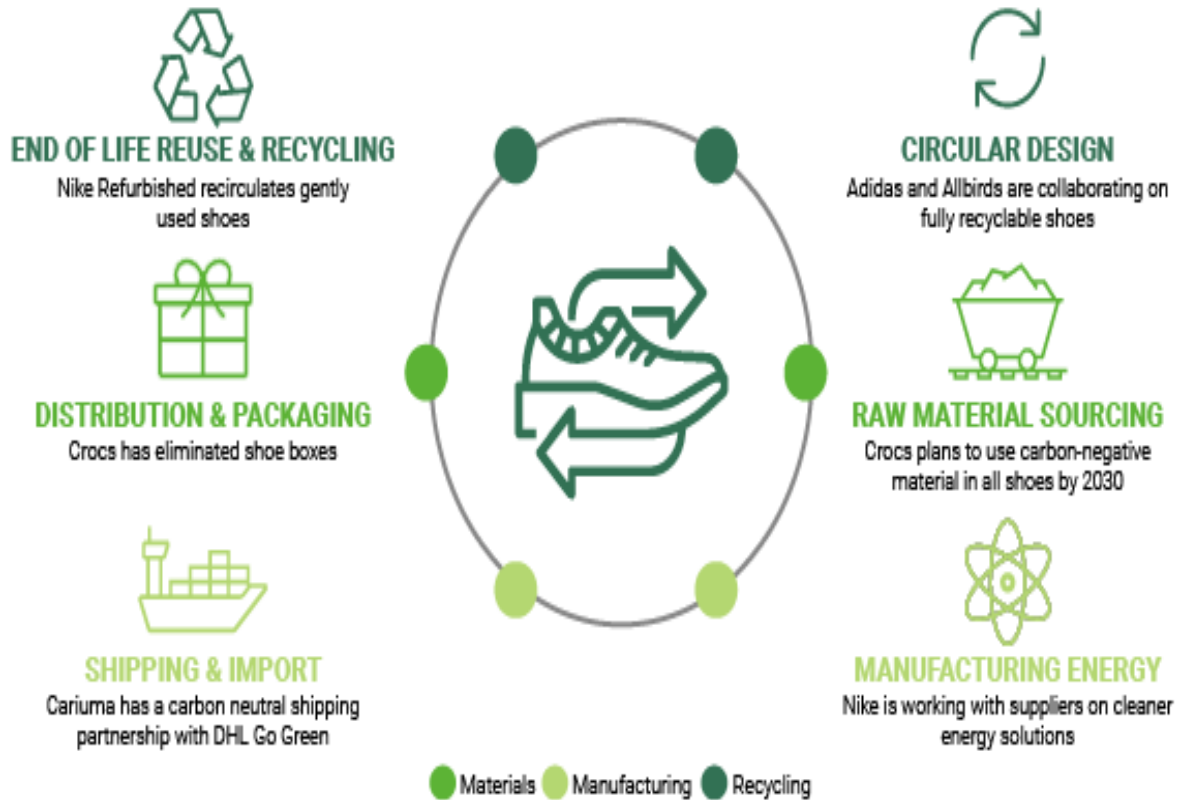 END OF LIFE REUSE & RECYCLING
Nike Refurbished recirculates gently
used shoes
CIRCULAR DESIGN
Adidas and Allbirds are collaborating on
fully recyclable shoes
DISTRIBUTION & PACKAGING
Crocs has eliminated shoe boxes
RAW MATERIAL SOURCING
Crocs plans to use carbon-negative
material in all shoes by 2030
SHIPPING & IMPORT
Cariuma has a carbon neutral shipping
partnership with DHL Go Green
MANUFACTURING ENERGY
Nike is working with suppliers on cleaner
energy solutions
Materials Manufacturing Recycling